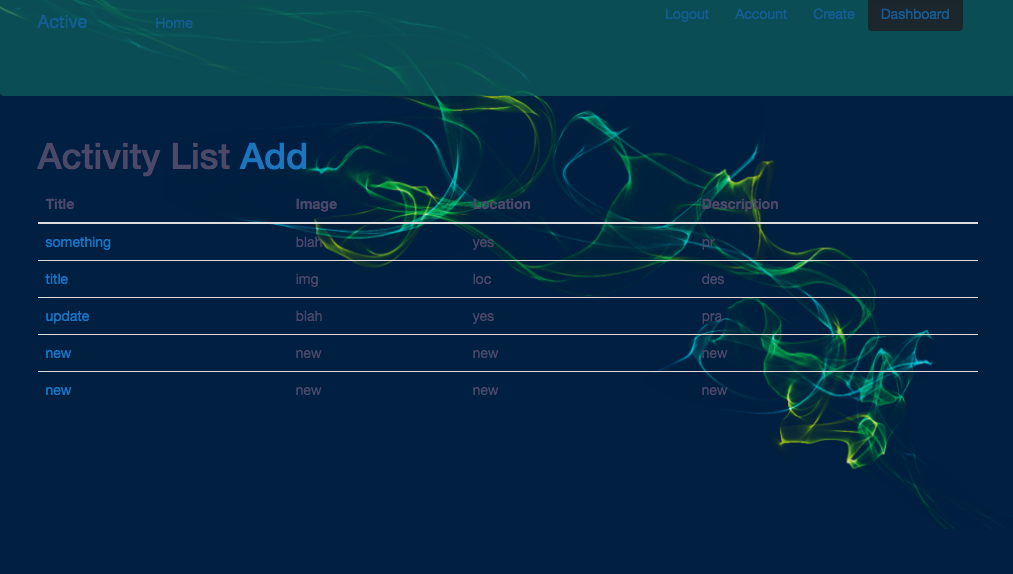 Active Home Logout Account Create Dashboard
Activity List Add
Title Image Location Description
something blah yes pr
title img loc des
update blah yes pra
new new new new
new new new new